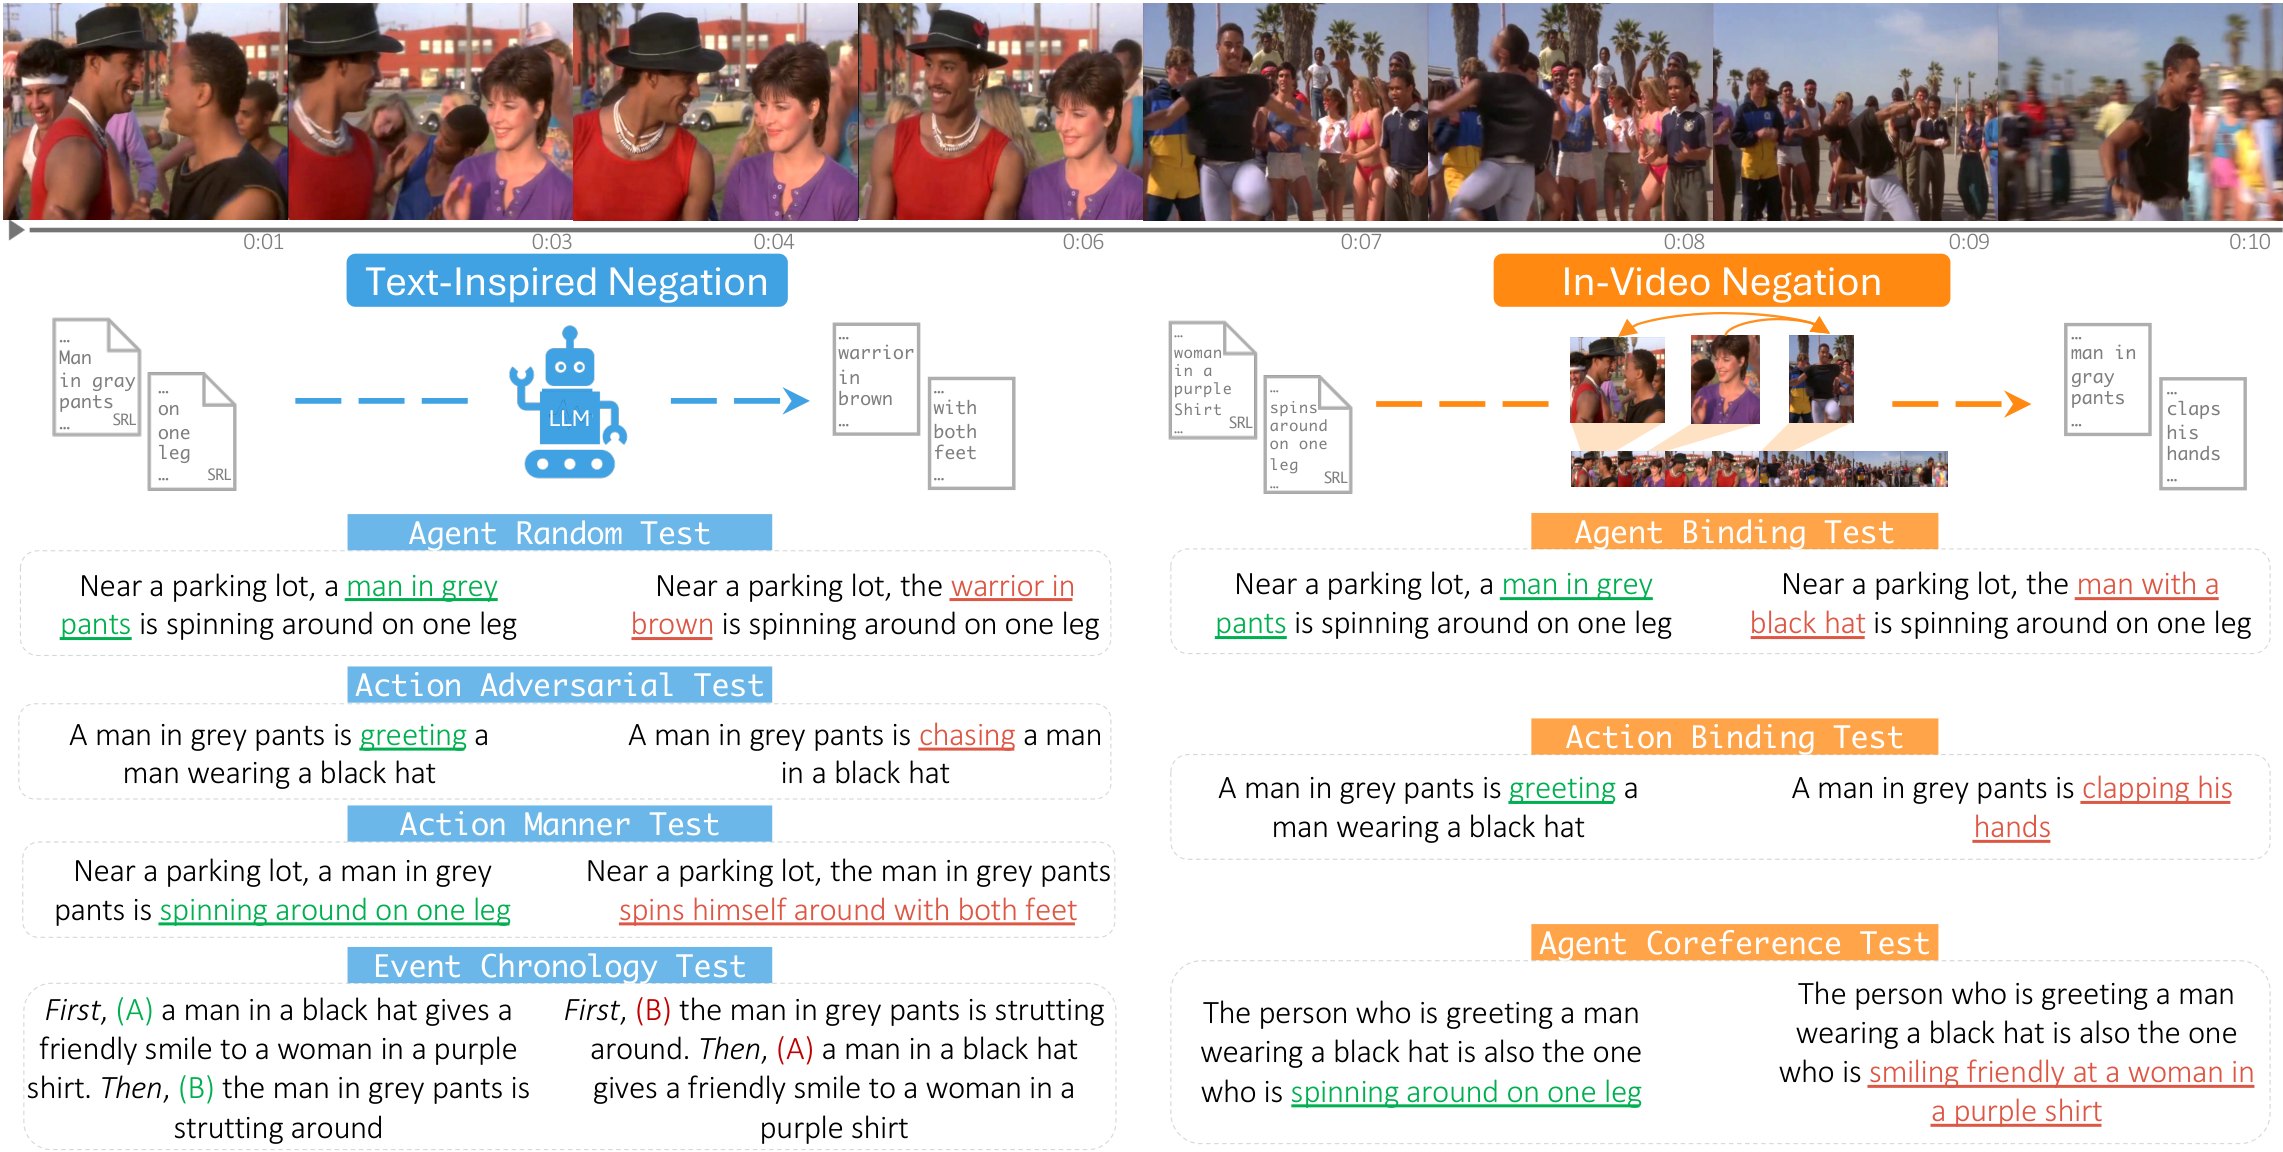 0:01
0:03
0:04
0:06
0:07
0:08
0:09
0:10
Text-Inspired Negation
...
Man
in gray
pants
SRL
...
...
on
one
leg
...
SRL
LLM
...
warrior
in
brown
...
...
with
both
feet
...
Agent Random Test
Near a parking lot, a man in grey
pants is spinning around on one leg
Near a parking lot, the warrior in
brown is spinning around on one leg
Action Adversarial Test
A man in grey pants is greeting a
man wearing a black hat
A man in grey pants is chasing a man
in a black hat
Action Manner Test
Near a parking lot, a man in grey
pants is spinning around on one leg
Near a parking lot, the man in grey pants
spins himself around with both feet
Event Chronology Test
First, (A) a man in a black hat gives a
friendly smile to a woman in a purple
shirt. Then, (B) the man in grey pants is
strutting around
First, (B) the man in grey pants is strutting
around. Then, (A) a man in a black hat
gives a friendly smile to a woman in a
purple shirt
In-Video Negation
...
woman
in a
purple
Shirt
SRL
...
...
spins
around
on one
leg
SRL
...
...
man in
gray
pants
...
...
claps
his
hands
...
Agent Binding Test
Near a parking lot, a man in grey
pants is spinning around on one leg
Near a parking lot, the man with a
black hat is spinning around on one leg
Action Binding Test
A man in grey pants is greeting a
man wearing a black hat
A man in grey pants is clapping his
hands
Agent Coreference Test
The person who is greeting a man
wearing a black hat is also the one
who is spinning around on one leg
The person who is greeting a man
wearing a black hat is also the one
who is smiling friendly at a woman in
a purple shirt